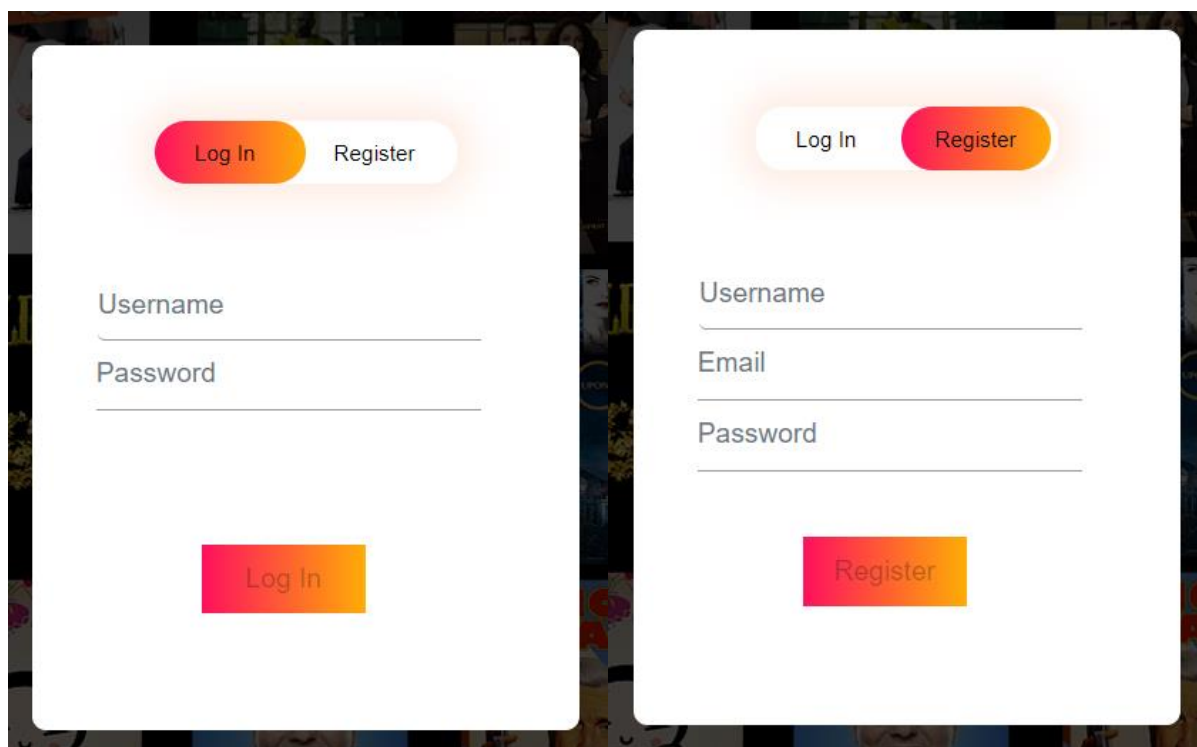 Log In Register
Username
Password
Log In
Log In Register
Username
Email
Password
Register